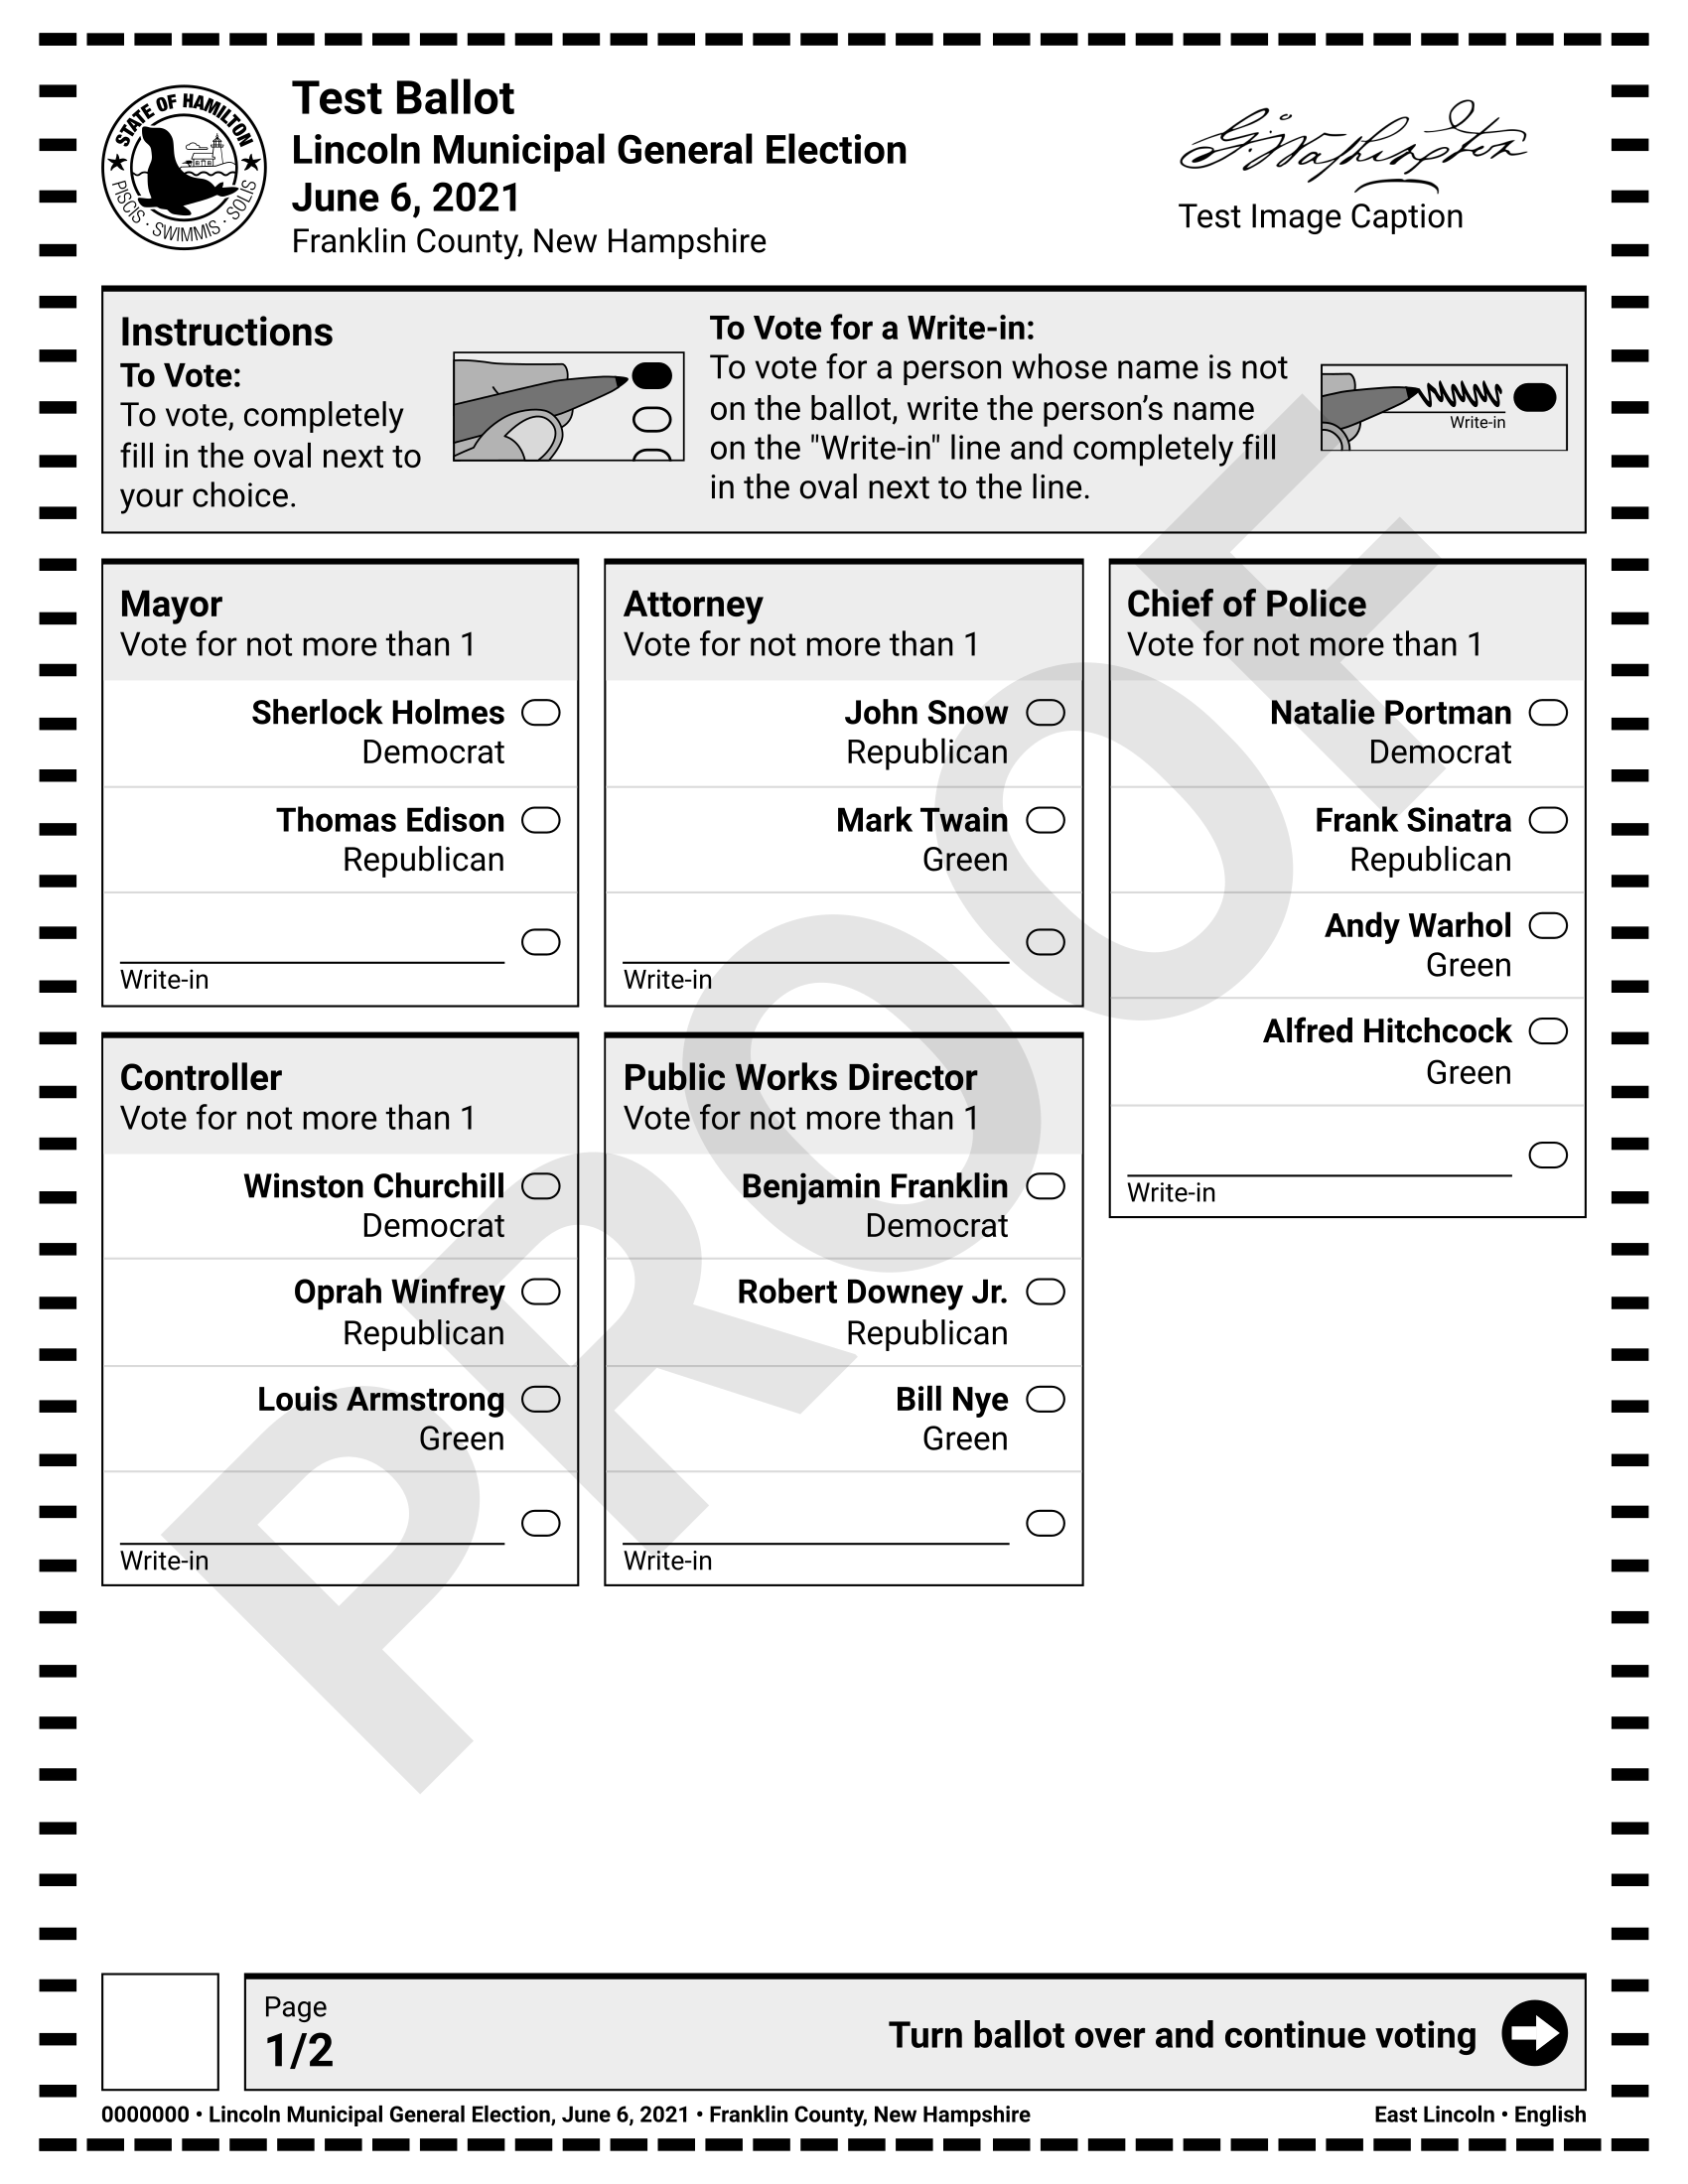 STATE OF HAMILTON
PISCIS · SWIMMIS · SOLIS
Test Ballot
Lincoln Municipal General Election
June 6, 2021
Franklin County, New Hampshire
G. Washington
Test Image Caption
Instructions
To Vote:
To vote, completely
fill in the oval next to
your choice.
To Vote for a Write-in:
To vote for a person whose name is not
on the ballot, write the person’s name
on the "Write-in" line and completely fill
in the oval next to the line.
Write-in
Mayor
Vote for not more than 1
Sherlock Holmes
Democrat
Thomas Edison
Republican
Write-in
Controller
Vote for not more than 1
Winston Churchill
Democrat
Oprah Winfrey
Republican
Louis Armstrong
Green
Write-in
Attorney
Vote for not more than 1
John Snow
Republican
Mark Twain
Green
Write-in
Public Works Director
Vote for not more than 1
Benjamin Franklin
Democrat
Robert Downey Jr.
Republican
Bill Nye
Green
Write-in
Chief of Police
Vote for not more than 1
Natalie Portman
Democrat
Frank Sinatra
Republican
Andy Warhol
Green
Alfred Hitchcock
Green
Write-in
PROOF
Page
1/2
Turn ballot over and continue voting
0000000 • Lincoln Municipal General Election, June 6, 2021 • Franklin County, New Hampshire
East Lincoln • English